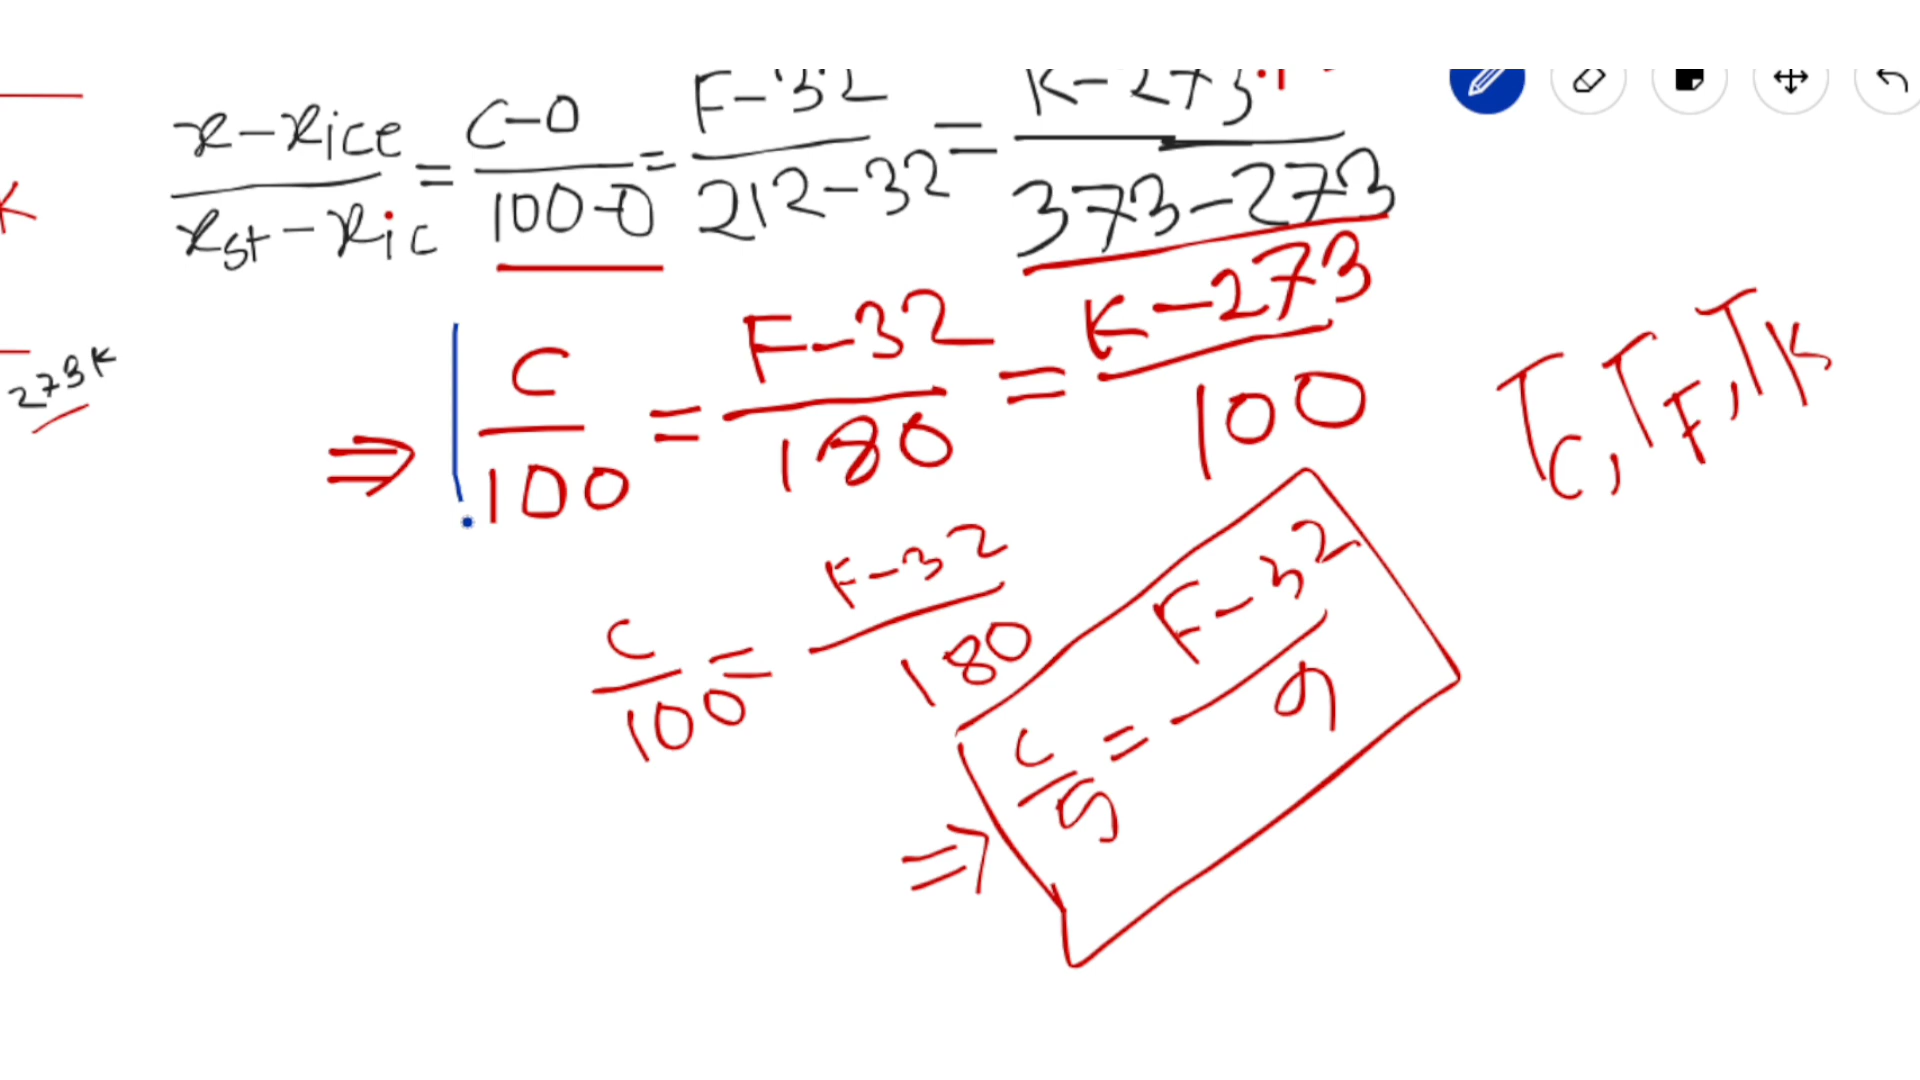 x-xice/xst-xic = C-0/100-0 = F-32/212-32 = K-273/373-273
⇒ C/100 = F-32/180 = K-273/100
273K
TC, TF, TK
C/100 = F-32/180
⇒ C/5 = F-32/9